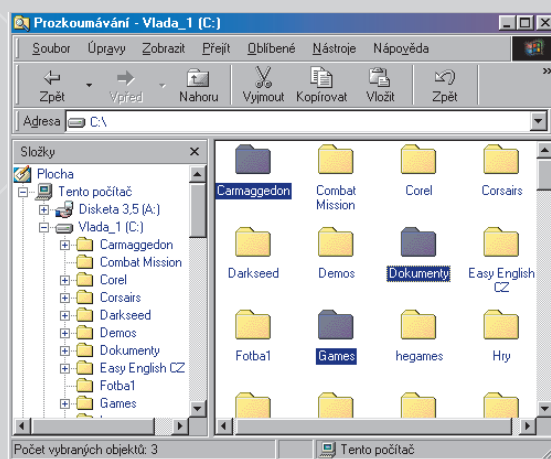 Prozkoumávání - Vlada_1 (C:)
Soubor Úpravy Zobrazit Přejít Oblíbené Nástroje Nápověda
Zpět Vpřed Nahoru Vyjmout Kopírovat Vložit Zpět »
Adresa C:\
Složky ×
Plocha
Tento počítač
Disketa 3,5 (A:)
Vlada_1 (C:)
Carmaggedon
Combat Mission
Corel
Corsairs
Darkseed
Demos
Dokumenty
Easy English CZ
Fotba1
Games
Carmaggedon Combat Mission Corel Corsairs
Darkseed Demos Dokumenty Easy English CZ
Fotba1 Games hegames Hry
Počet vybraných objektů: 3 Tento počítač